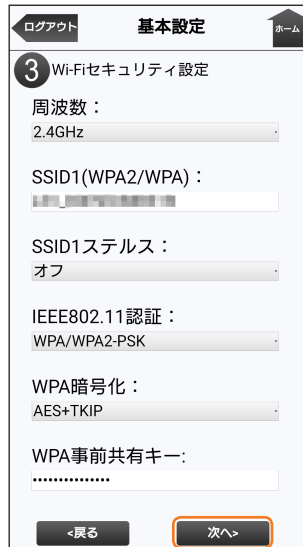 ログアウト
基本設定
ホーム
3 Wi-Fiセキュリティ設定
周波数：
2.4GHz
SSID1(WPA2/WPA)：
SSID1ステルス：
オフ
IEEE802.11認証：
WPA/WPA2-PSK
WPA暗号化：
AES+TKIP
WPA事前共有キー:
•••••••••••••••
<戻る
次へ>